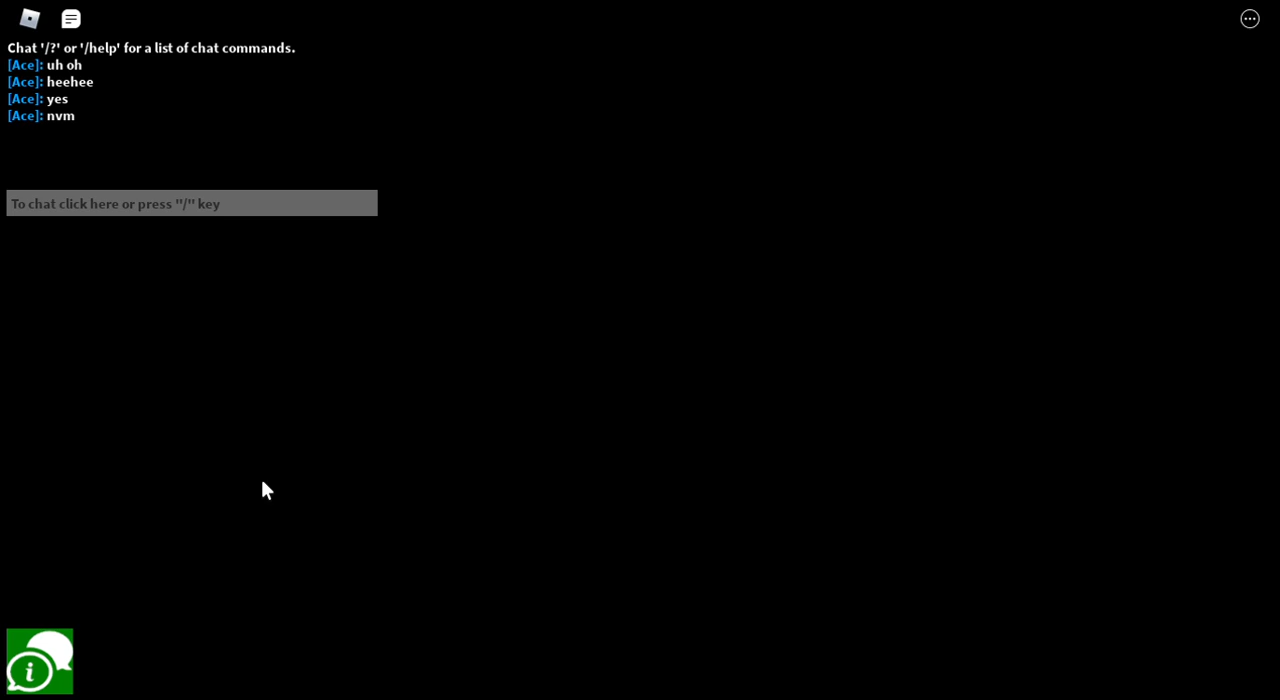 Chat '/?' or '/help' for a list of chat commands.
[Ace]: uh oh
[Ace]: heehee
[Ace]: yes
[Ace]: nvm
To chat click here or press "/" key
i